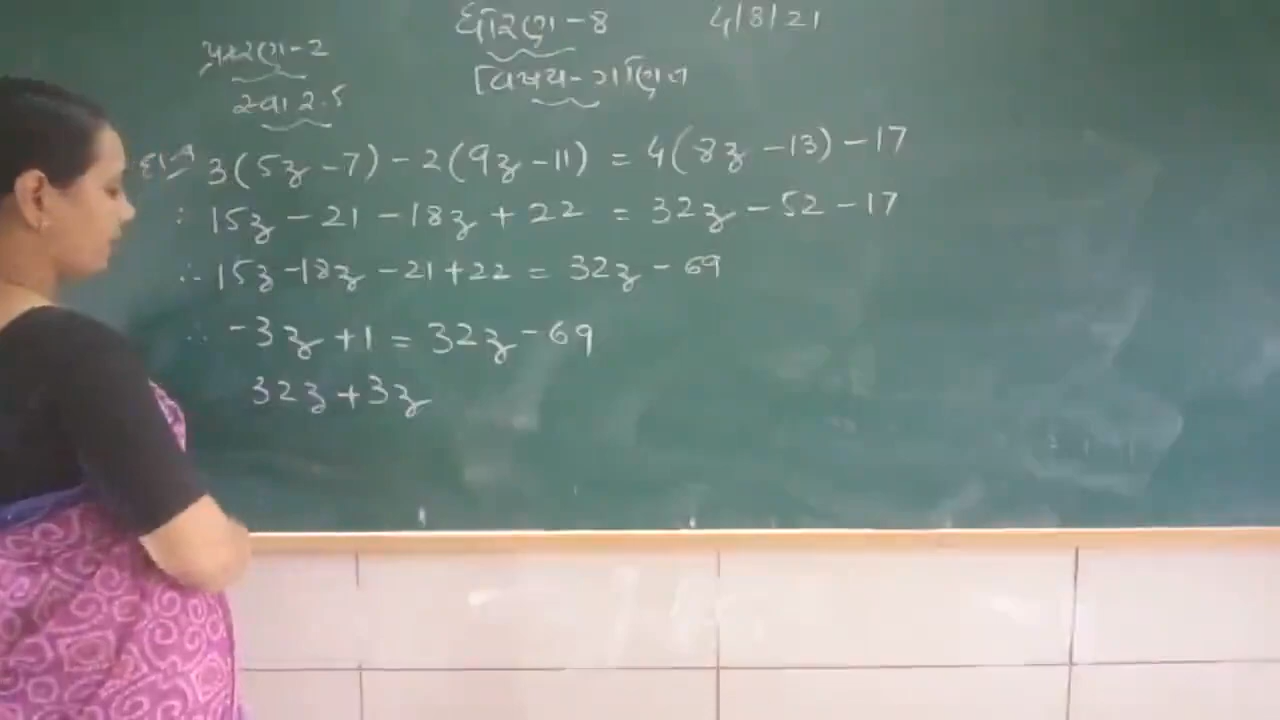 ધોરણ-8 4/8/21
પ્રકરણ-2
વિષય-ગણિત
સ્વા 2.5
3(5z-7)-2(9z-11) = 4(8z-13)-17
∴ 15z-21-18z+22 = 32z-52-17
∴ 15z-18z-21+22 = 32z-69
∴ -3z+1 = 32z-69
32z+3z